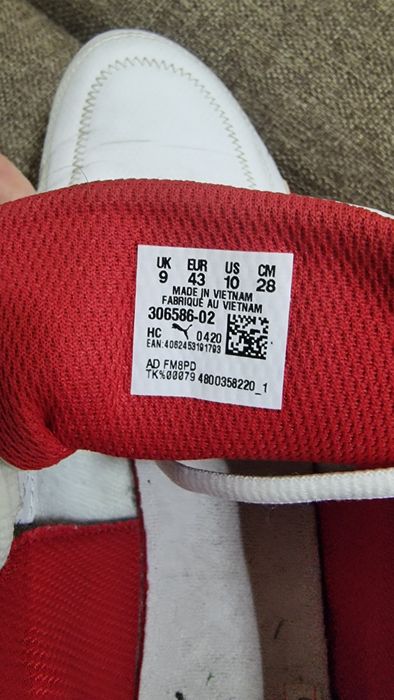 UK EUR US CM
9 43 10 28
MADE IN VIETNAM
FABRIQUÉ AU VIETNAM
306586-02
HC 0420
EAN:4062453191793
AD FM8PD
TK%00079 4800358220_1